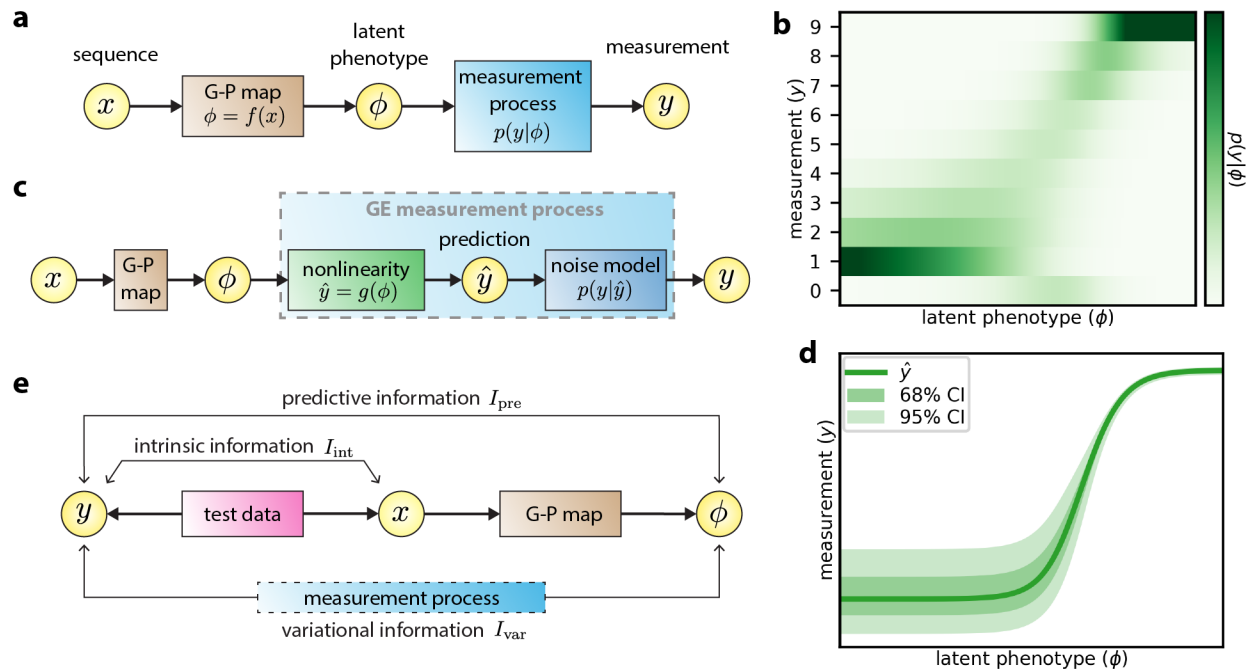 a
sequence
latent
phenotype
measurement
x
G-P map
ϕ = f(x)
ϕ
measurement
process
p(y|ϕ)
y
b
measurement (y)
9
8
7
6
5
4
3
2
1
0
latent phenotype (ϕ)
p(y|ϕ)
c
GE measurement process
prediction
x
G-P
map
ϕ
nonlinearity
ŷ = g(ϕ)
ŷ
noise model
p(y|ŷ)
y
d
ŷ
68% CI
95% CI
measurement (y)
latent phenotype (ϕ)
e
predictive information I_pre
intrinsic information I_int
y
test data
x
G-P map
ϕ
measurement process
variational information I_var